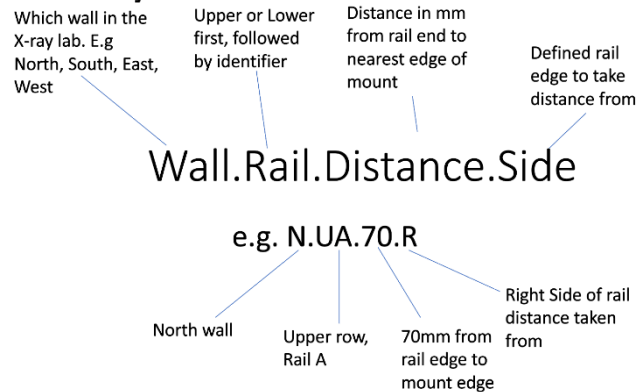 Which wall in the
X-ray lab. E.g
North, South, East,
West
Upper or Lower
first, followed
by identifier
Distance in mm
from rail end to
nearest edge of
mount
Defined rail
edge to take
distance from
Wall.Rail.Distance.Side
e.g. N.UA.70.R
North wall
Upper row,
Rail A
70mm from
rail edge to
mount edge
Right Side of rail
distance taken
from